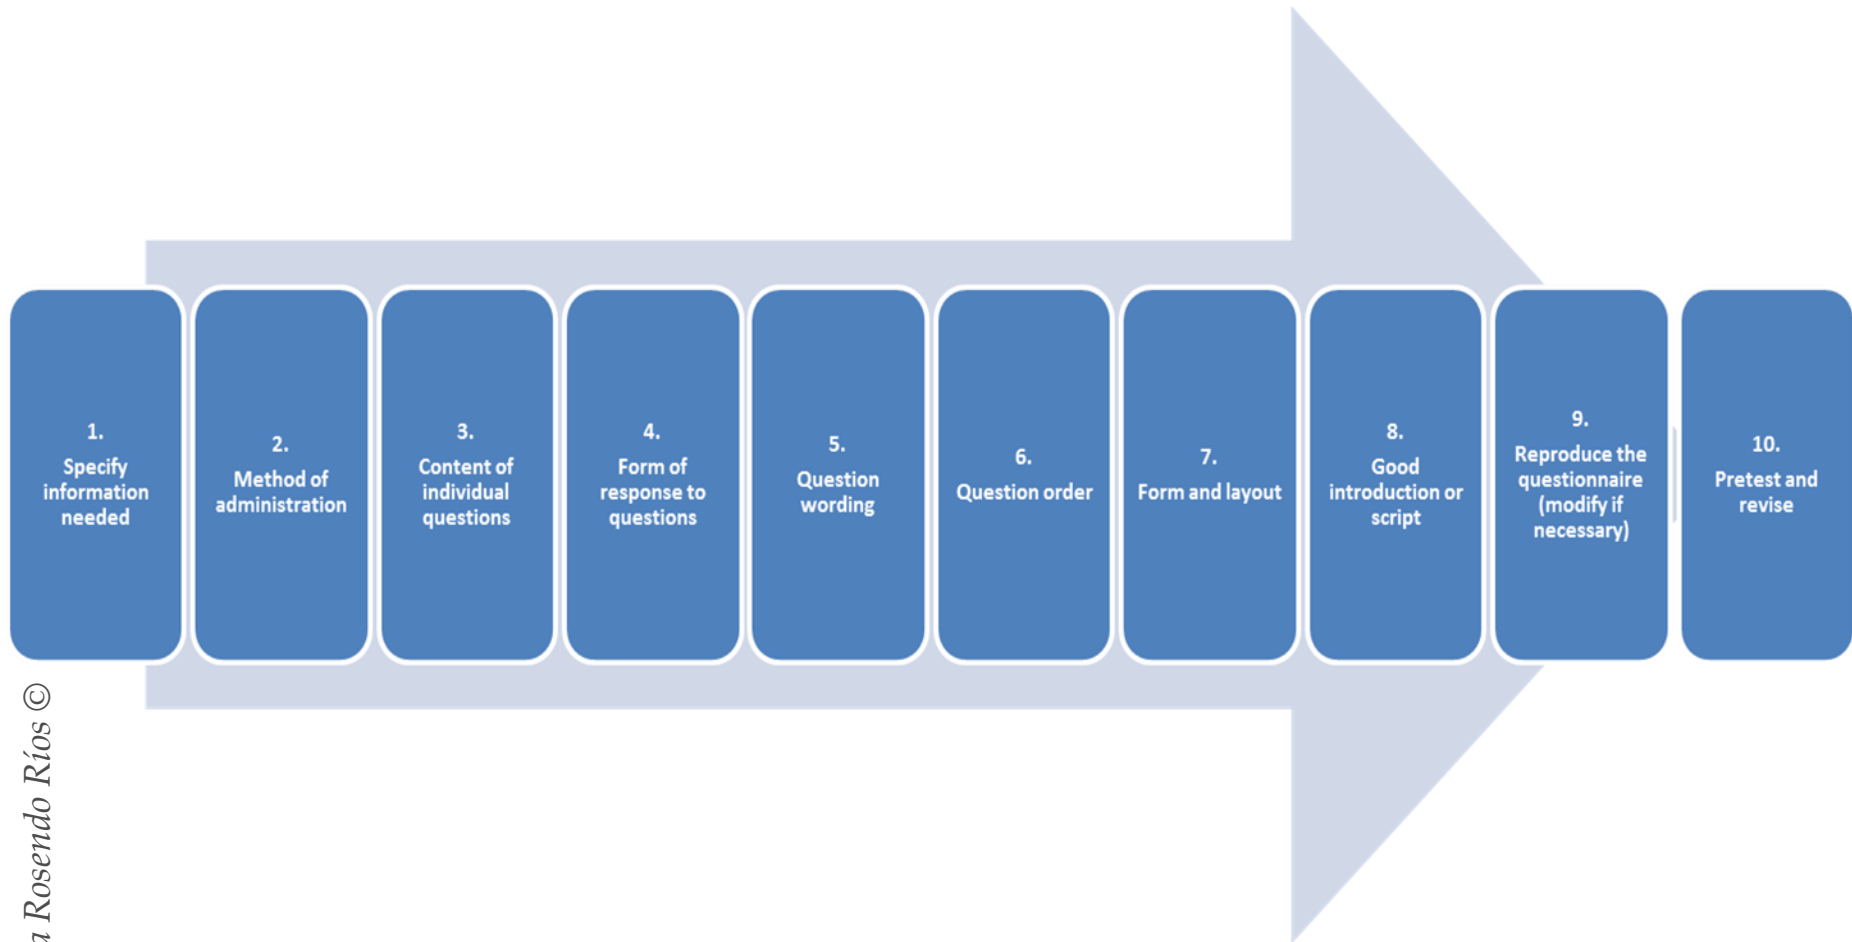 1.
Specify
information
needed
2.
Method of
administration
3.
Content of
individual
questions
4.
Form of
response to
questions
5.
Question
wording
6.
Question order
7.
Form and layout
8.
Good
introduction or
script
9.
Reproduce the
questionnaire
(modify if
necessary)
10.
Pretest and
revise
Rosendo Ríos ©